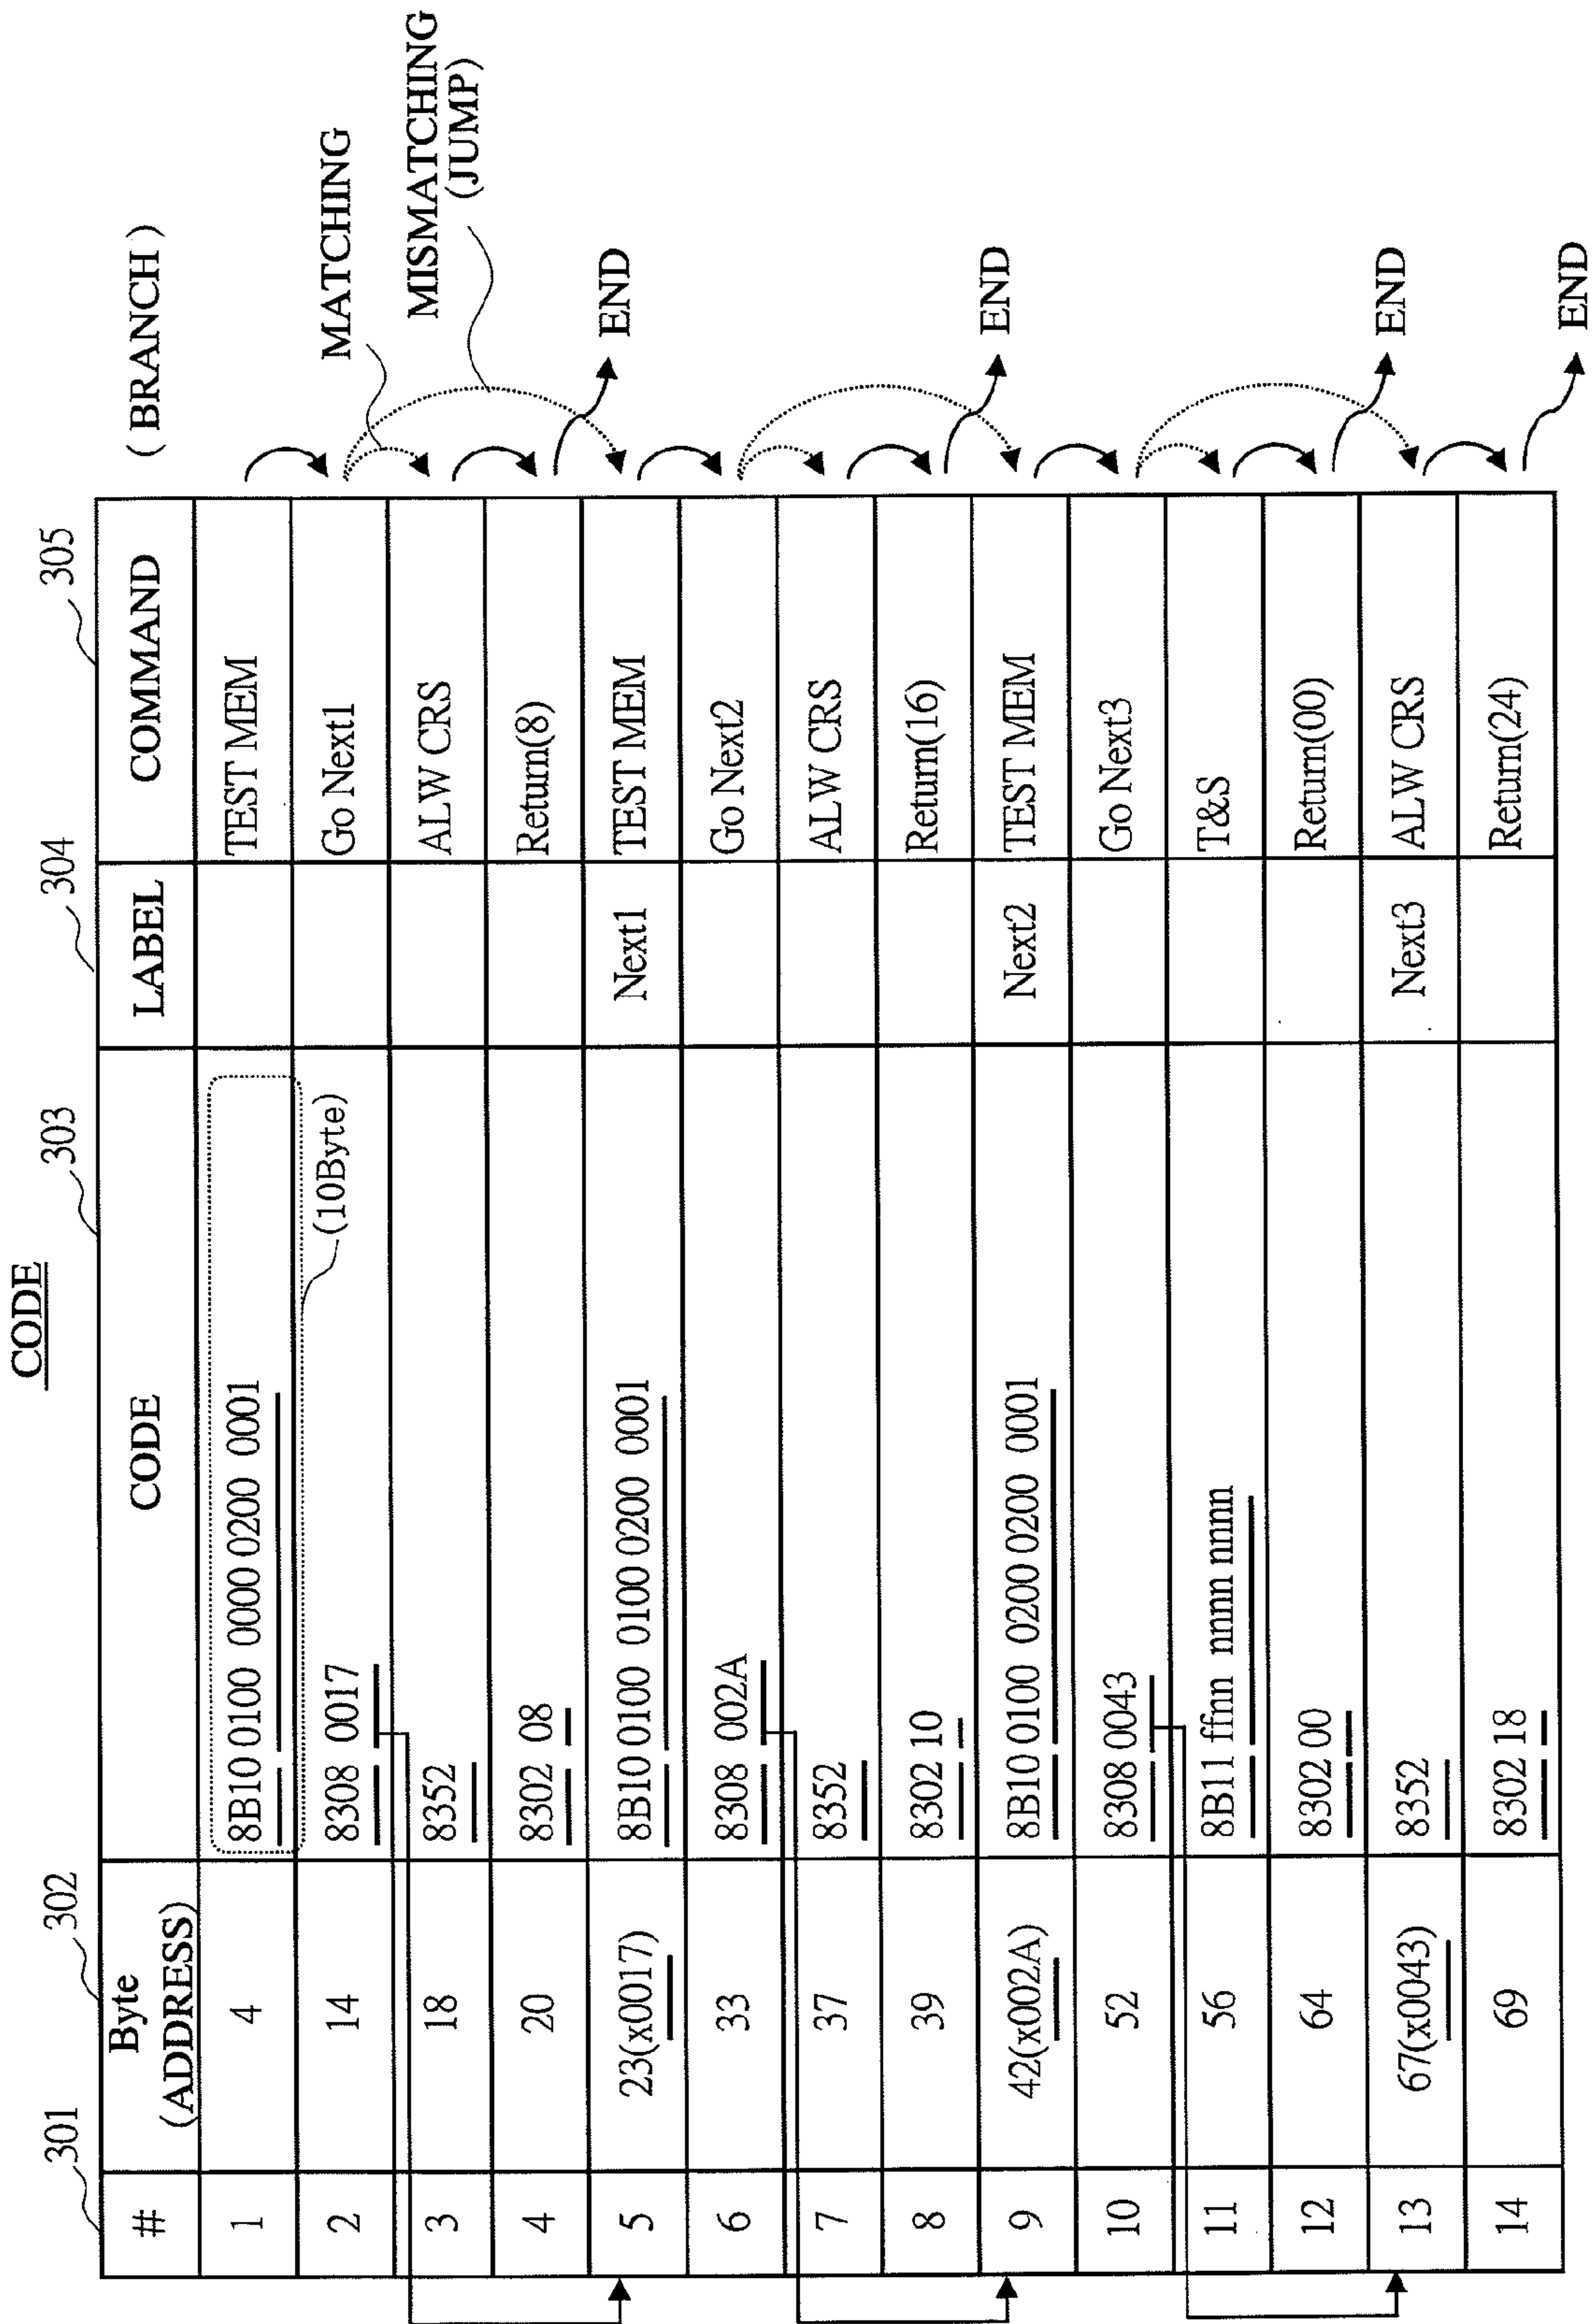 CODE
301
302
303
304
305
# Byte (ADDRESS) CODE LABEL COMMAND (BRANCH)
1 4 8B10 0100 0000 0200 0001 TEST MEM
(10Byte)
2 14 8308 0017 Go Next1
MATCHING
3 18 8352 ALW CRS
MISMATCHING
(JUMP)
4 20 8302 08 Return(8)
END
5 23(x0017) 8B10 0100 0100 0200 0001 Next1 TEST MEM
6 33 8308 002A Go Next2
7 37 8352 ALW CRS
8 39 8302 10 Return(16)
END
9 42(x002A) 8B10 0100 0200 0200 0001 Next2 TEST MEM
10 52 8308 0043 Go Next3
11 56 8B11 ffnn nnnn nnnn T&S
12 64 8302 00 Return(00)
END
13 67(x0043) 8352 Next3 ALW CRS
14 69 8302 18 Return(24)
END